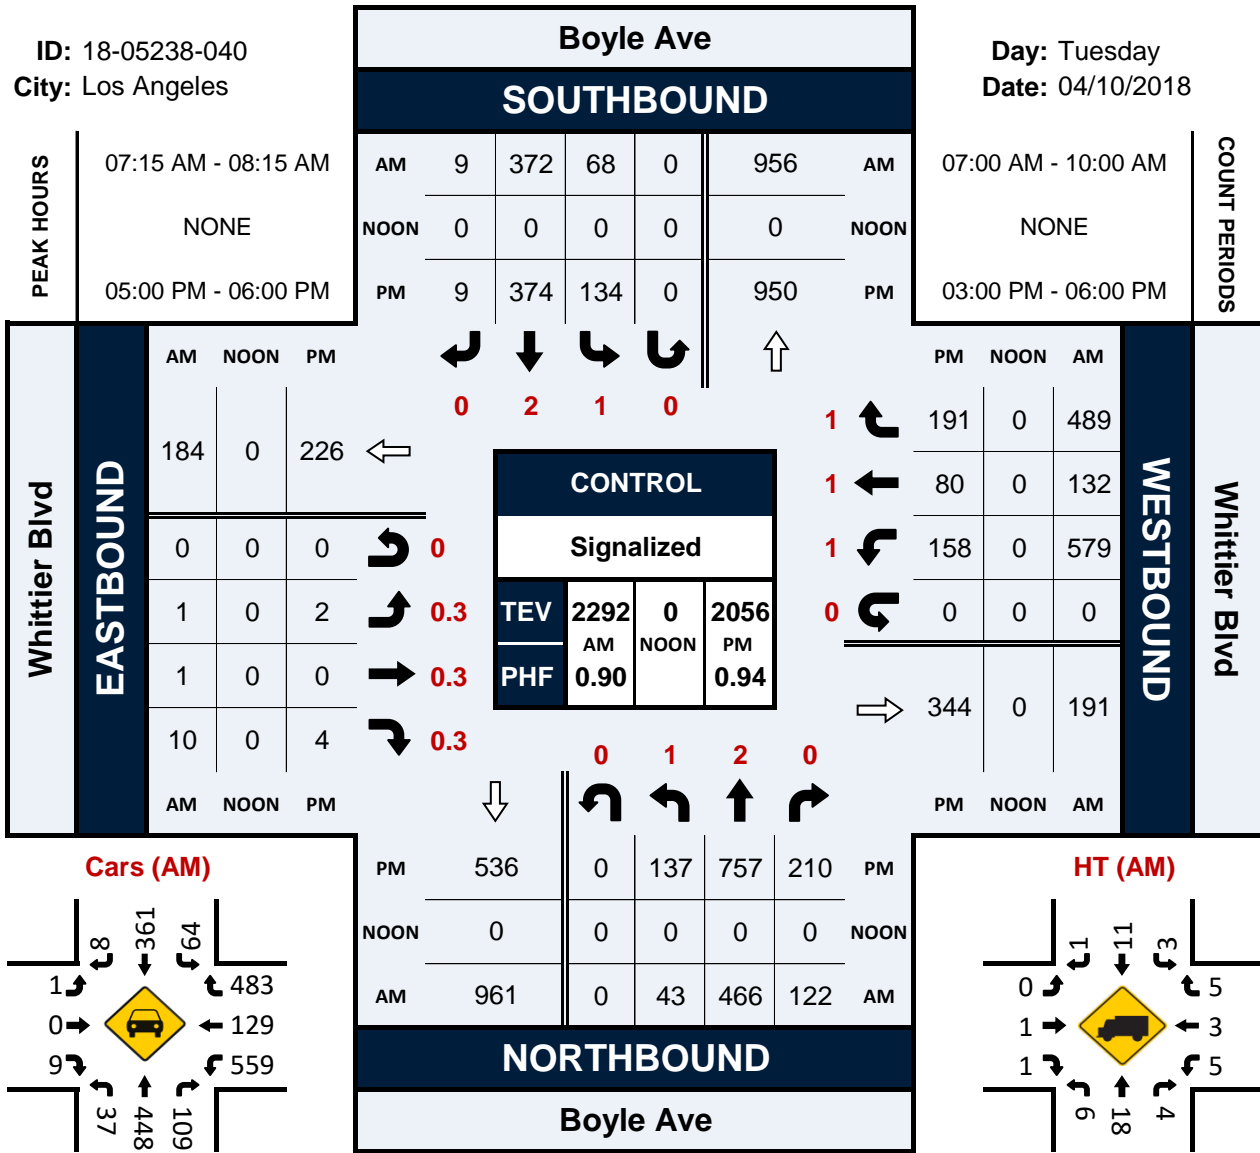 Boyle Ave
ID: 18-05238-040
Day: Tuesday
City: Los Angeles
Date: 04/10/2018
SOUTHBOUND
PEAK HOURS
07:15 AM - 08:15 AM
NONE
05:00 PM - 06:00 PM
AM 9 372 68 0 956 AM
NOON 0 0 0 0 0 NOON
PM 9 374 134 0 950 PM
07:00 AM - 10:00 AM
NONE
03:00 PM - 06:00 PM
COUNT PERIODS
0 2 1 0
Whittier Blvd
EASTBOUND
AM NOON PM
184 0 226
0 0 0 0
1 0 2 0.3
1 0 0 0.3
10 0 4 0.3
AM NOON PM
CONTROL
Signalized
TEV 2292 0 2056
AM NOON PM
PHF 0.90 0.94
PM NOON AM
1 191 0 489
1 80 0 132
1 158 0 579
0 0 0 0
344 0 191
PM NOON AM
WESTBOUND
Whittier Blvd
0 1 2 0
PM 536 0 137 757 210 PM
NOON 0 0 0 0 0 NOON
AM 961 0 43 466 122 AM
NORTHBOUND
Boyle Ave
Cars (AM)
8 361 64
1 483
0 129
9 559
37 448 109
HT (AM)
1 11 3
0 5
1 3
1 5
6 18 4